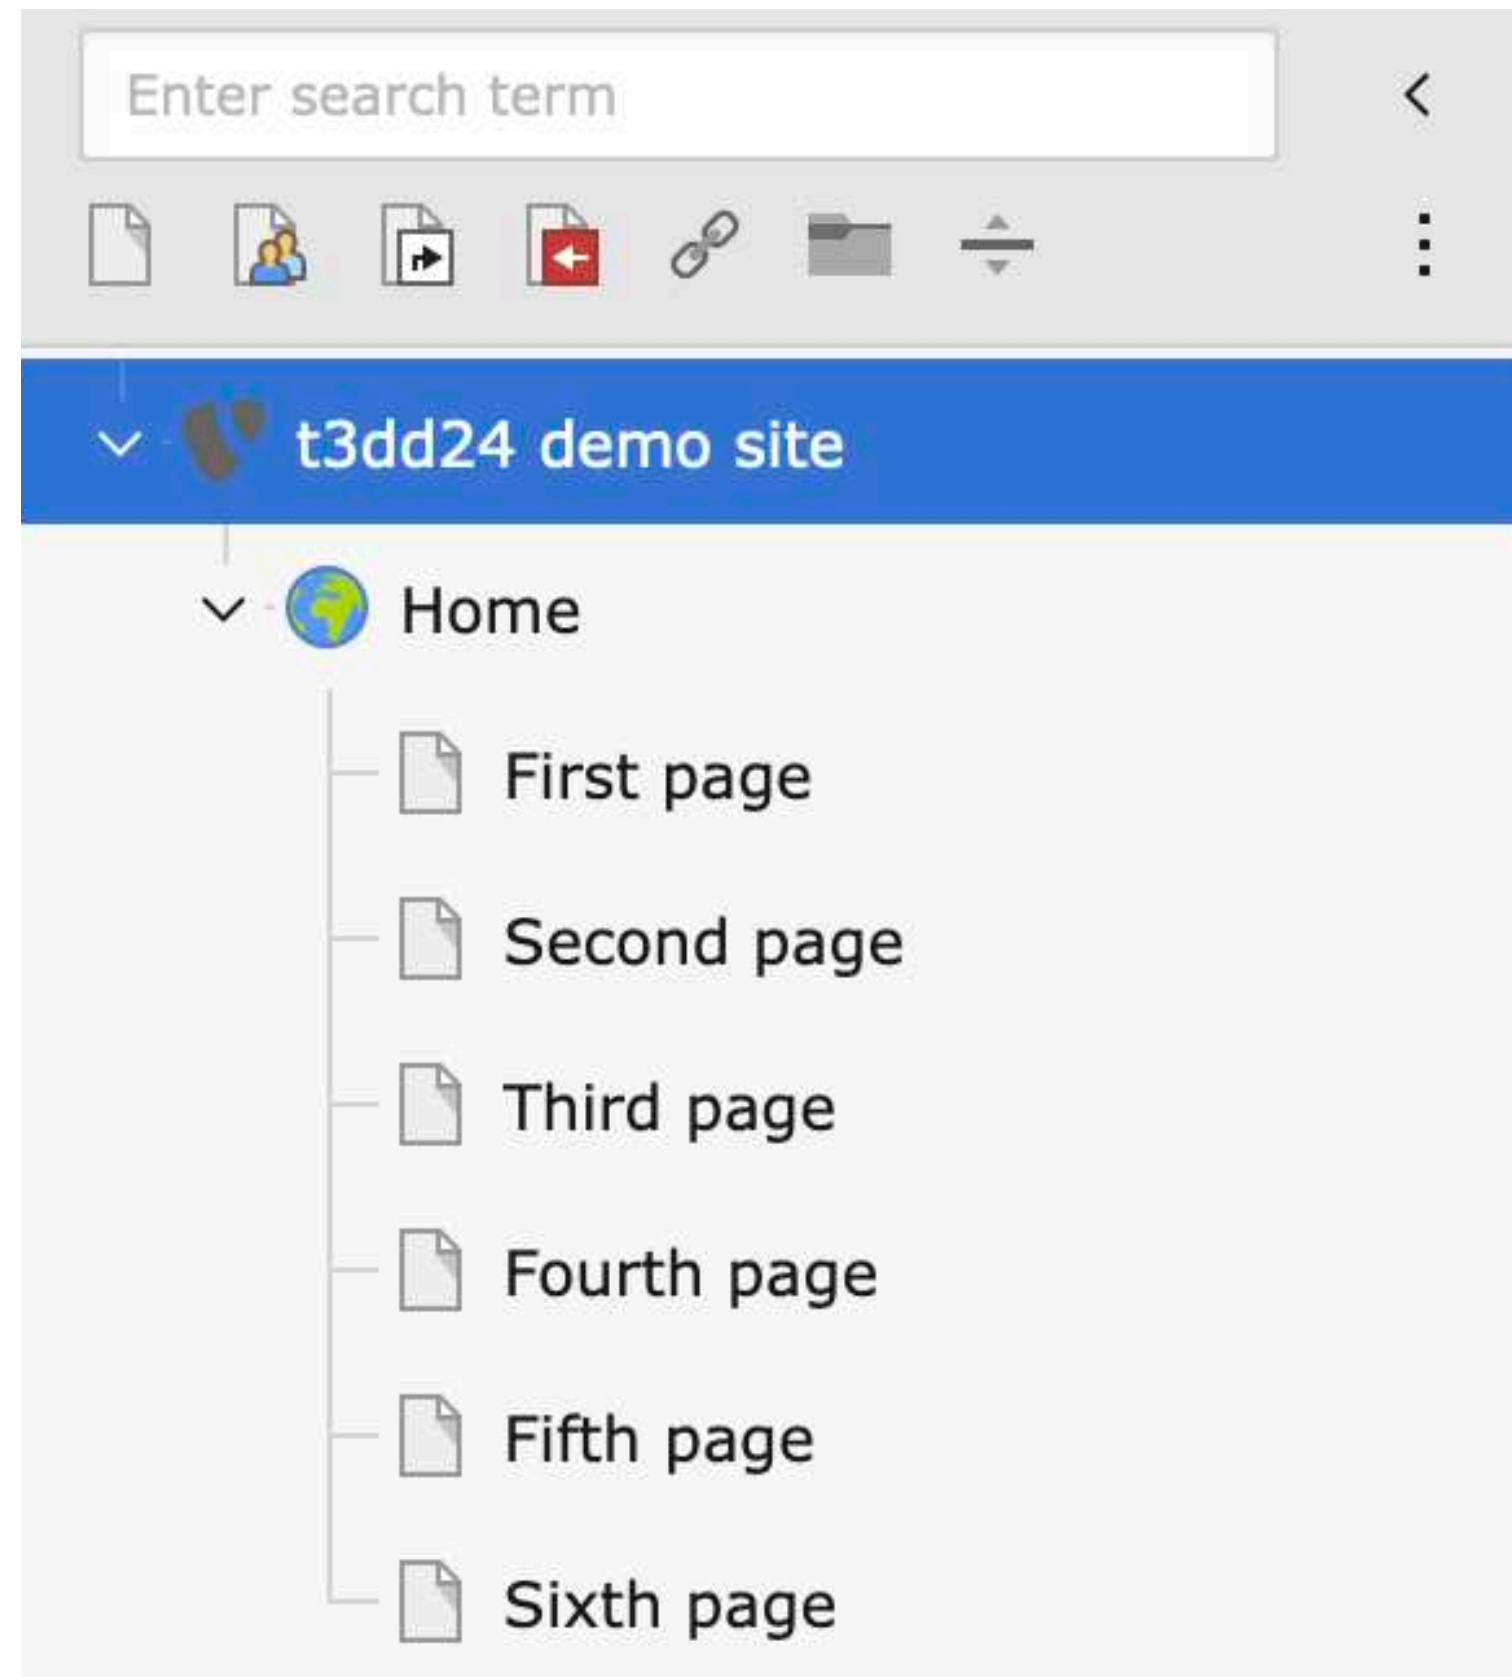 Enter search term
t3dd24 demo site
Home
First page
Second page
Third page
Fourth page
Fifth page
Sixth page